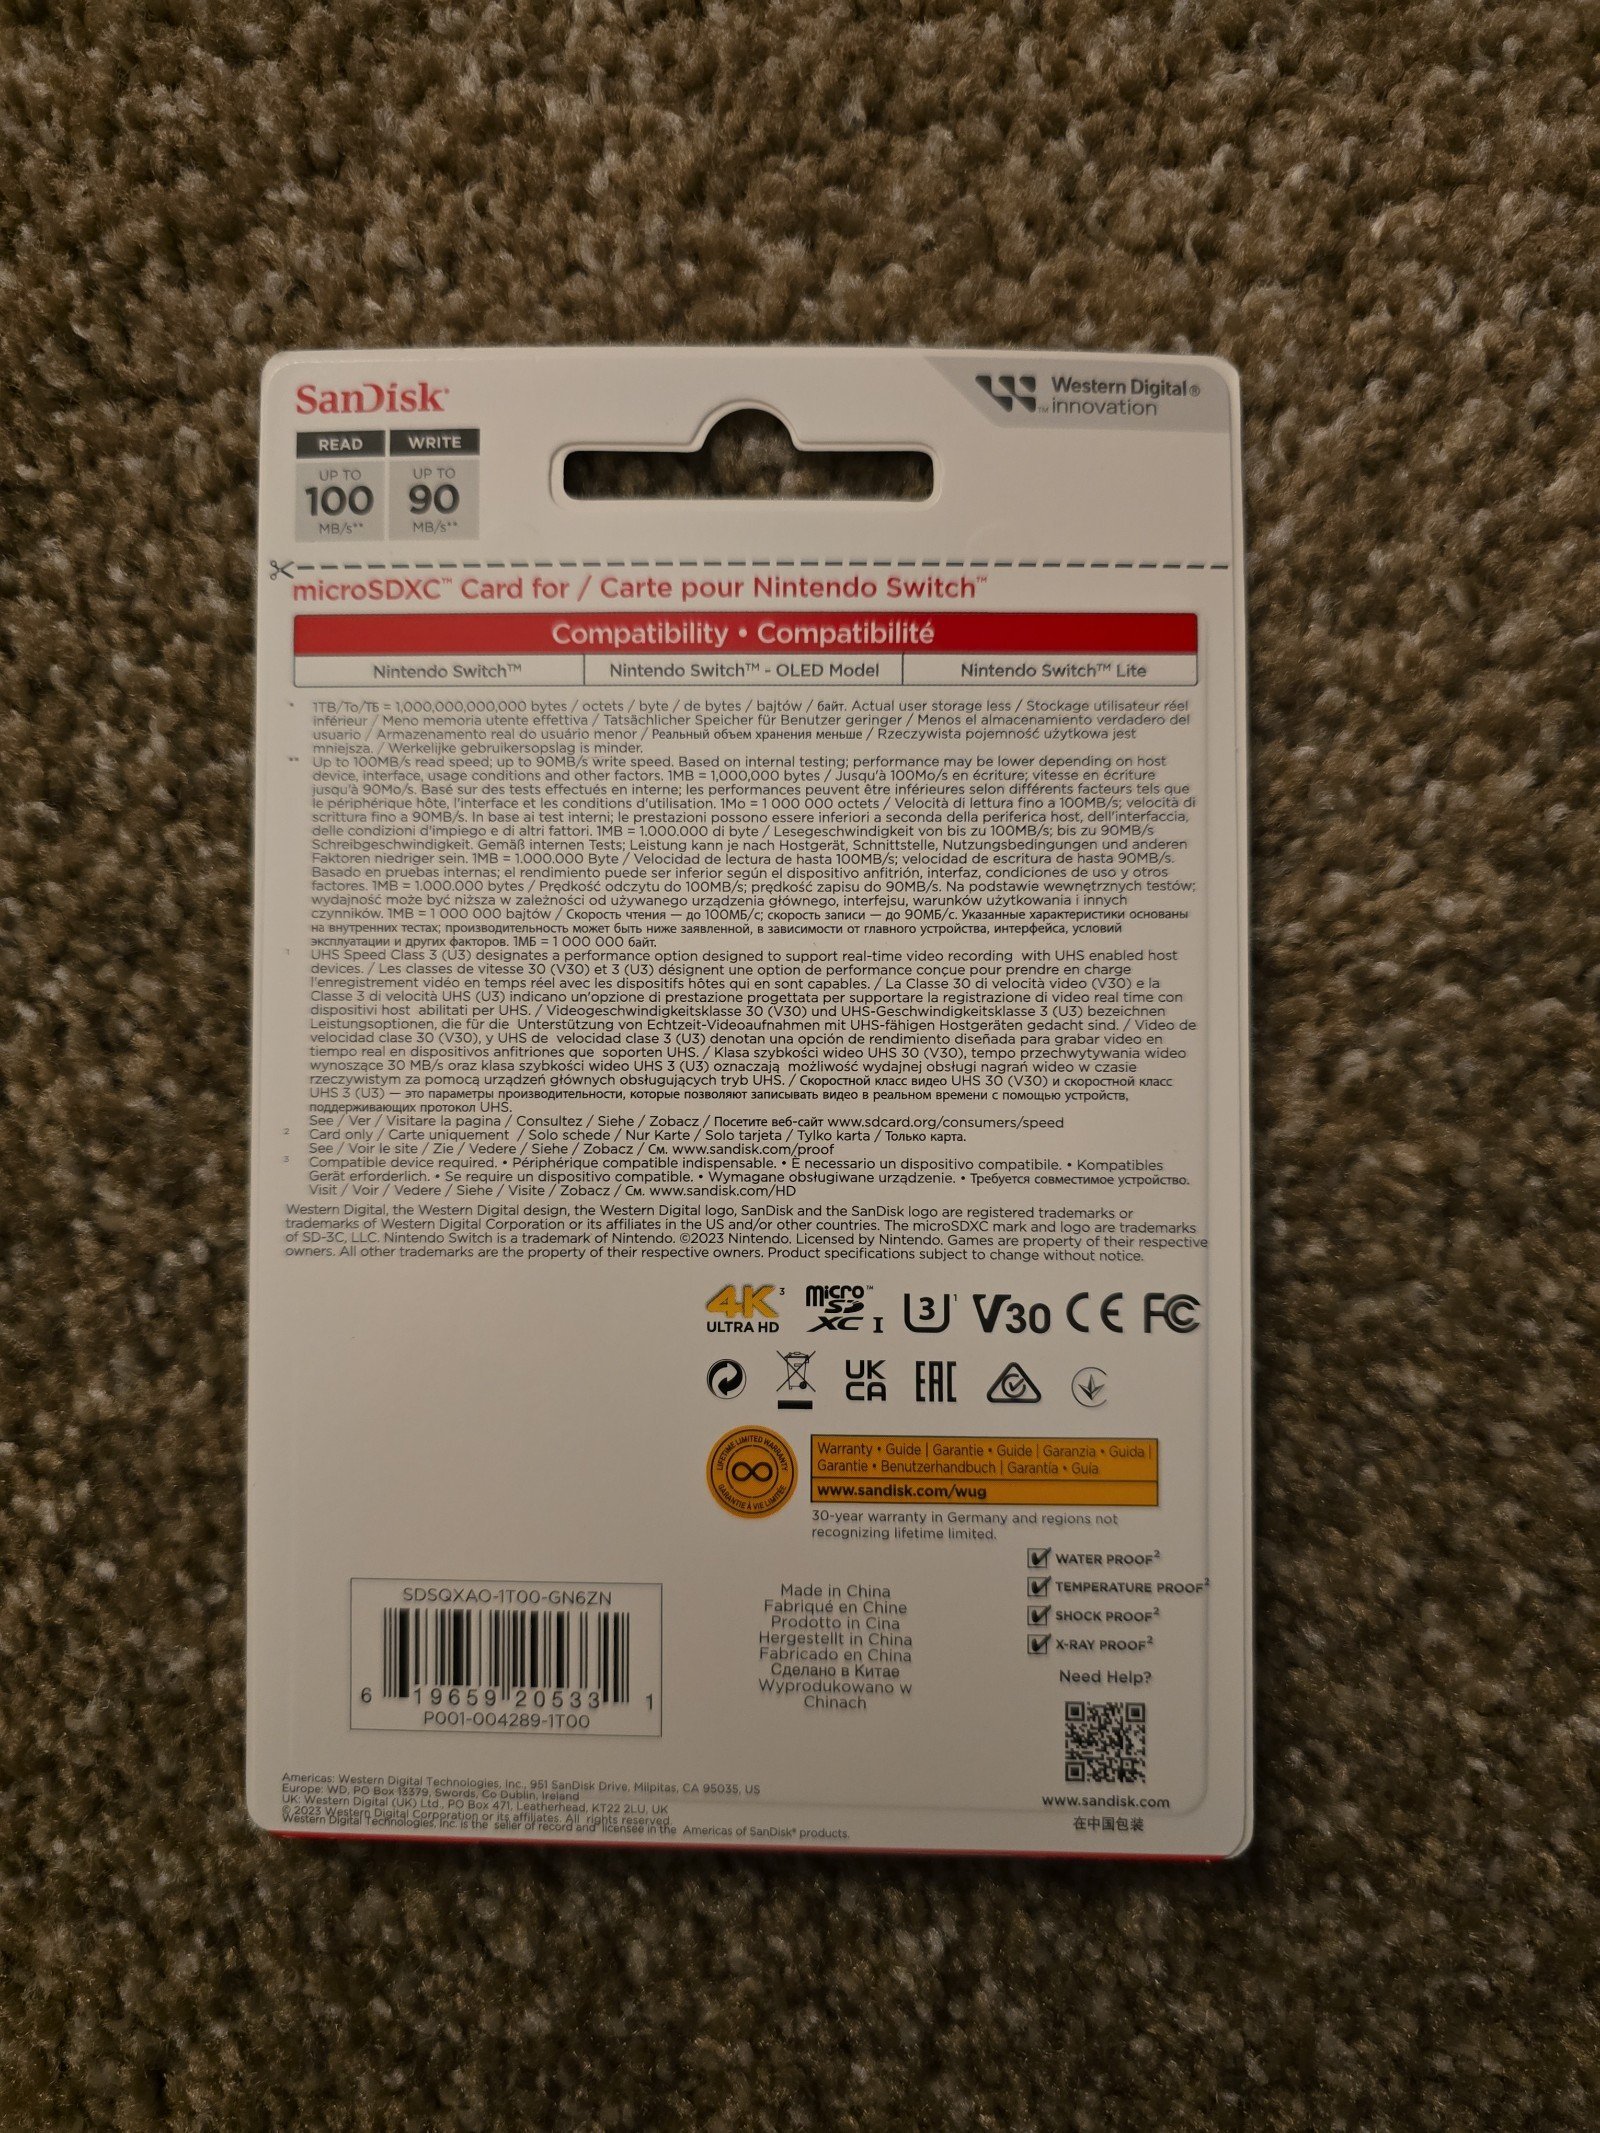 SanDisk®
Western Digital®
™ innovation
READ WRITE
UP TO UP TO
100 90
MB/s** MB/s**
microSDXC™ Card for / Carte pour Nintendo Switch™
Compatibility • Compatibilité
Nintendo Switch™ Nintendo Switch™ - OLED Model Nintendo Switch™ Lite
* 1TB/To/ТБ = 1,000,000,000,000 bytes / octets / byte / de bytes / bajtów / байт. Actual user storage less / Stockage utilisateur réel
inférieur / Meno memoria utente effettiva / Tatsächlicher Speicher für Benutzer geringer / Menos el almacenamiento verdadero del
usuario / Armazenamento real do usuário menor / Реальный объем хранения меньше / Rzeczywista pojemność użytkowa jest
mniejsza. / Werkelijke gebruikersopslag is minder.
** Up to 100MB/s read speed; up to 90MB/s write speed. Based on internal testing; performance may be lower depending on host
device, interface, usage conditions and other factors. 1MB = 1,000,000 bytes / Jusqu'à 100Mo/s en écriture; vitesse en écriture
jusqu'à 90Mo/s. Basé sur des tests effectués en interne; les performances peuvent être inférieures selon différents facteurs tels que
le périphérique hôte, l'interface et les conditions d'utilisation. 1Mo = 1 000 000 octets / Velocità di lettura fino a 100MB/s; velocità di
scrittura fino a 90MB/s. In base ai test interni; le prestazioni possono essere inferiori a seconda della periferica host, dell'interfaccia,
delle condizioni d'impiego e di altri fattori. 1MB = 1.000.000 di byte / Lesegeschwindigkeit von bis zu 100MB/s; bis zu 90MB/s
Schreibgeschwindigkeit. Gemäß internen Tests; Leistung kann je nach Hostgerät, Schnittstelle, Nutzungsbedingungen und anderen
Faktoren niedriger sein. 1MB = 1.000.000 Byte / Velocidad de lectura de hasta 100MB/s; velocidad de escritura de hasta 90MB/s.
Basado en pruebas internas; el rendimiento puede ser inferior según el dispositivo anfitrión, interfaz, condiciones de uso y otros
factores. 1MB = 1.000.000 bytes / Prędkość odczytu do 100MB/s; prędkość zapisu do 90MB/s. Na podstawie wewnętrznych testów;
wydajność może być niższa w zależności od używanego urządzenia głównego, interfejsu, warunków użytkowania i innych
czynników. 1MB = 1 000 000 bajtów / Скорость чтения — до 100МБ/с; скорость записи — до 90МБ/с. Указанные характеристики основаны
на внутренних тестах; производительность может быть ниже заявленной, в зависимости от главного устройства, интерфейса, условий
эксплуатации и других факторов. 1МБ = 1 000 000 байт.
1 UHS Speed Class 3 (U3) designates a performance option designed to support real-time video recording with UHS enabled host
devices. / Les classes de vitesse 30 (V30) et 3 (U3) désignent une option de performance conçue pour prendre en charge
l'enregistrement vidéo en temps réel avec les dispositifs hôtes qui en sont capables. / La Classe 30 di velocità video (V30) e la
Classe 3 di velocità UHS (U3) indicano un'opzione di prestazione progettata per supportare la registrazione di video real time con
dispositivi host abilitati per UHS. / Videogeschwindigkeitsklasse 30 (V30) und UHS-Geschwindigkeitsklasse 3 (U3) bezeichnen
Leistungsoptionen, die für die Unterstützung von Echtzeit-Videoaufnahmen mit UHS-fähigen Hostgeräten gedacht sind. / Video de
velocidad clase 30 (V30), y UHS de velocidad clase 3 (U3) denotan una opción de rendimiento diseñada para grabar video en
tiempo real en dispositivos anfitriones que soporten UHS. / Klasa szybkości wideo UHS 30 (V30), tempo przechwytywania wideo
wynoszące 30 MB/s oraz klasa szybkości wideo UHS 3 (U3) oznaczają możliwość wydajnej obsługi nagrań wideo w czasie
rzeczywistym za pomocą urządzeń głównych obsługujących tryb UHS. / Скоростной класс видео UHS 30 (V30) и скоростной класс
UHS 3 (U3) — это параметры производительности, которые позволяют записывать видео в реальном времени с помощью устройств,
поддерживающих протокол UHS.
See / Ver / Visitare la pagina / Consultez / Siehe / Zobacz / Посетите веб-сайт www.sdcard.org/consumers/speed
2 Card only / Carte uniquement / Solo schede / Nur Karte / Solo tarjeta / Tylko karta / Только карта.
See / Voir le site / Zie / Vedere / Siehe / Zobacz / См. www.sandisk.com/proof
3 Compatible device required. • Périphérique compatible indispensable. • È necessario un dispositivo compatibile. • Kompatibles
Gerät erforderlich. • Se require un dispositivo compatible. • Wymagane obsługiwane urządzenie. • Требуется совместимое устройство.
Visit / Voir / Vedere / Siehe / Visite / Zobacz / См. www.sandisk.com/HD
Western Digital, the Western Digital design, the Western Digital logo, SanDisk and the SanDisk logo are registered trademarks or
trademarks of Western Digital Corporation or its affiliates in the US and/or other countries. The microSDXC mark and logo are trademarks
of SD-3C, LLC. Nintendo Switch is a trademark of Nintendo. ©2023 Nintendo. Licensed by Nintendo. Games are property of their respective
owners. All other trademarks are the property of their respective owners. Product specifications subject to change without notice.
4K³ ULTRA HD micro SD XC I™ U3¹ V30 CE FC
UK CA EAC
LIFETIME LIMITED WARRANTY
GARANTIE À VIE LIMITÉE
Warranty • Guide | Garantie • Guide | Garanzia • Guida |
Garantie • Benutzerhandbuch | Garantía • Guía
www.sandisk.com/wug
30-year warranty in Germany and regions not
recognizing lifetime limited.
WATER PROOF²
TEMPERATURE PROOF²
SHOCK PROOF²
X-RAY PROOF²
SDSQXAO-1T00-GN6ZN
6 19659 20533 1
P001-004289-1T00
Made in China
Fabriqué en Chine
Prodotto in Cina
Hergestellt in China
Fabricado en China
Сделано в Китае
Wyprodukowano w
Chinach
Need Help?
www.sandisk.com
在中国包装
Americas: Western Digital Technologies, Inc., 951 SanDisk Drive, Milpitas, CA 95035, US
Europe: WD, PO Box 13379, Swords, Co Dublin, Ireland
UK: Western Digital (UK) Ltd., PO Box 471, Leatherhead, KT22 2LU, UK
© 2023 Western Digital Corporation or its affiliates. All rights reserved.
Western Digital Technologies, Inc. is the seller of record and licensee in the Americas of SanDisk® products.